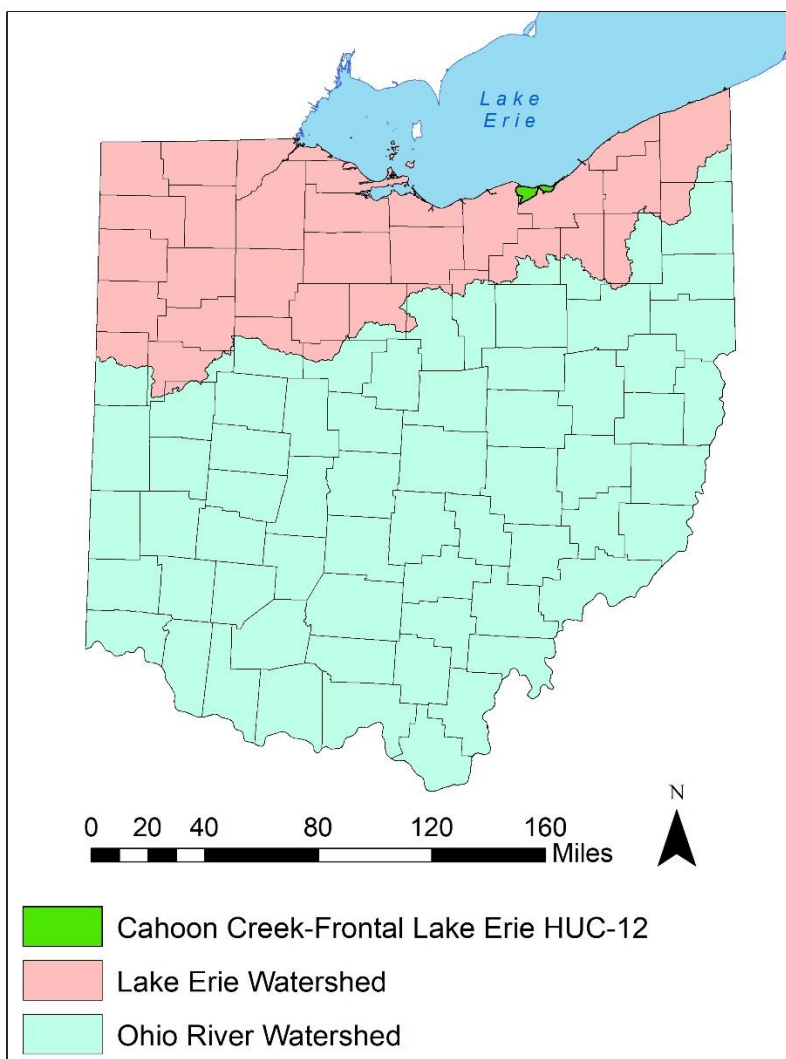 Lake
Erie
N
0 20 40 80 120 160
Miles
Cahoon Creek-Frontal Lake Erie HUC-12
Lake Erie Watershed
Ohio River Watershed